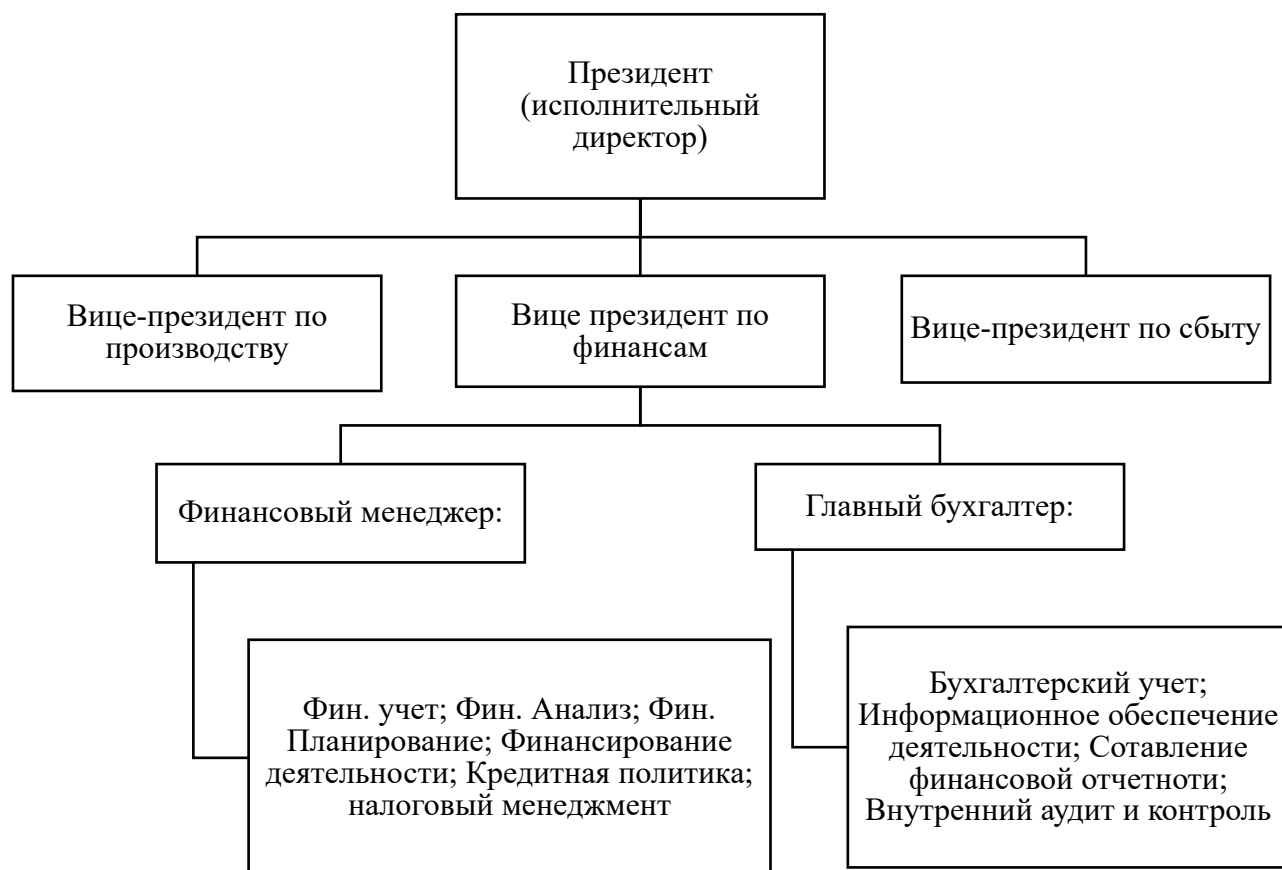 Президент
(исполнительный
директор)
Вице-президент по
производству
Вице президент по
финансам
Вице-президент по сбыту
Финансовый менеджер:
Главный бухгалтер:
Фин. учет; Фин. Анализ; Фин.
Планирование; Финансирование
деятельности; Кредитная политика;
налоговый менеджмент
Бухгалтерский учет;
Информационное обеспечение
деятельности; Сотавление
финансовой отчетноти;
Внутренний аудит и контроль